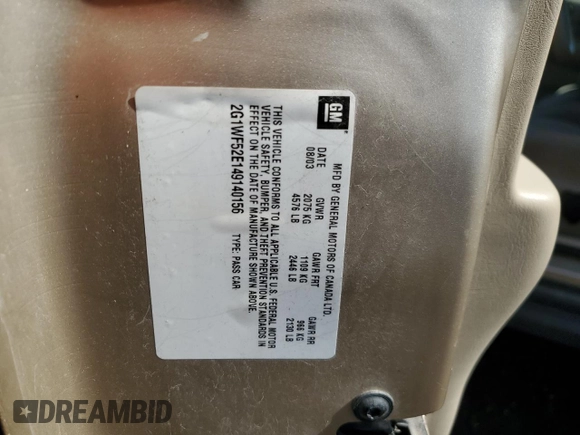 GM
MFD BY GENERAL MOTORS OF CANADA LTD.
DATE GVWR GAWR FRT GAWR RR
08/03 2075 KG 1109 KG 966 KG
4576 LB 2446 LB 2130 LB
THIS VEHICLE CONFORMS TO ALL APPLICABLE U.S. FEDERAL MOTOR
VEHICLE SAFETY, BUMPER, AND THEFT PREVENTION STANDARDS IN
EFFECT ON THE DATE OF MANUFACTURE SHOWN ABOVE.
2G1WF52E149140156 TYPE: PASS CAR
DREAMBID